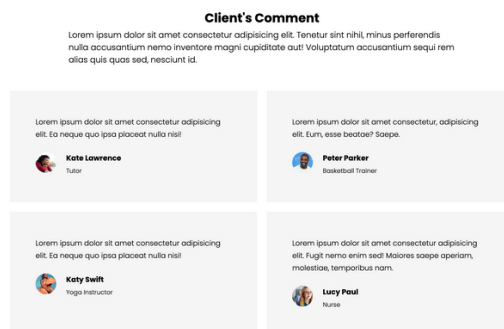 Client's Comment
Lorem ipsum dolor sit amet consectetur adipisicing elit. Tenetur sint nihil, minus perferendis
nulla accusantium nemo inventore magni cupiditate aut! Voluptatum accusantium sequi rem
alias quis quas sed, nesciunt id.
Lorem ipsum dolor sit amet consectetur adipisicing
elit. Ea neque quo ipsa placeat nulla nisi!
Kate Lawrence
Tutor
Lorem ipsum dolor sit amet consectetur, adipisicing
elit. Eum, esse beatae? Saepe.
Peter Parker
Basketball Trainer
Lorem ipsum dolor sit amet consectetur adipisicing
elit. Ea neque quo ipsa placeat nulla nisi!
Katy Swift
Yoga Instructor
Lorem ipsum dolor sit amet consectetur adipisicing
elit. Fugit nemo enim sed! Maiores saepe aperiam,
molestiae, temporibus nam.
Lucy Paul
Nurse